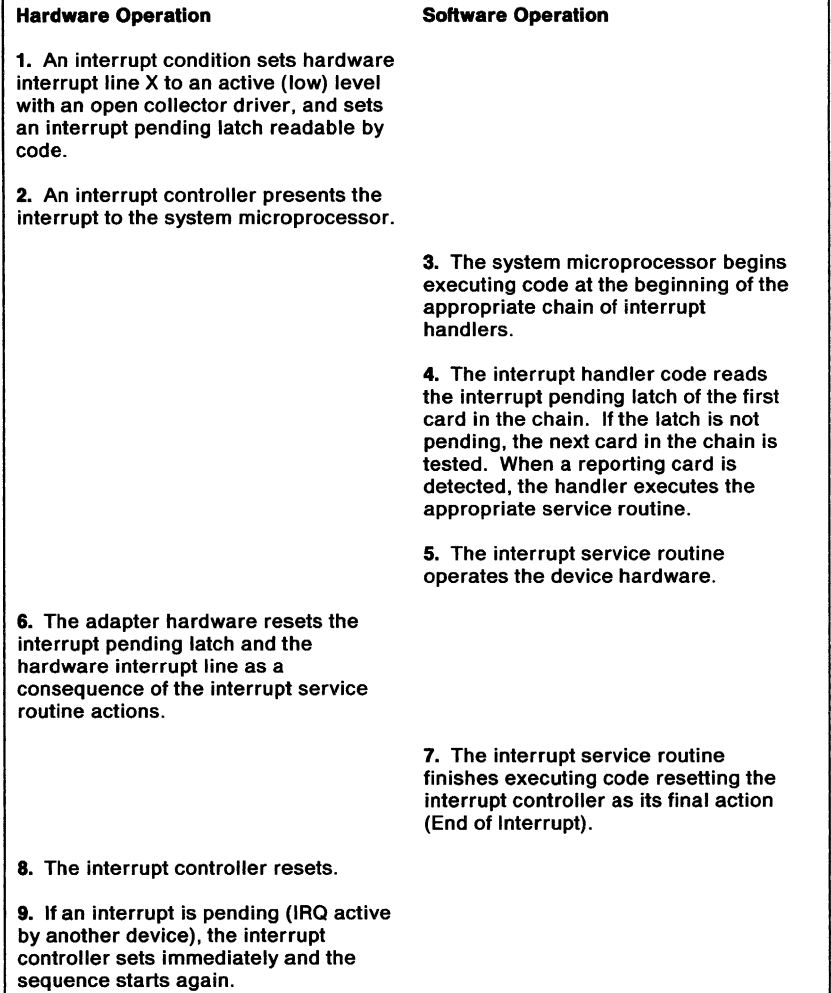 Hardware Operation
Software Operation
1. An interrupt condition sets hardware
interrupt line X to an active (low) level
with an open collector driver, and sets
an interrupt pending latch readable by
code.
2. An interrupt controller presents the
interrupt to the system microprocessor.
3. The system microprocessor begins
executing code at the beginning of the
appropriate chain of interrupt
handlers.
4. The interrupt handler code reads
the interrupt pending latch of the first
card in the chain. If the latch is not
pending, the next card in the chain is
tested. When a reporting card is
detected, the handler executes the
appropriate service routine.
5. The interrupt service routine
operates the device hardware.
6. The adapter hardware resets the
interrupt pending latch and the
hardware interrupt line as a
consequence of the interrupt service
routine actions.
7. The interrupt service routine
finishes executing code resetting the
interrupt controller as its final action
(End of Interrupt).
8. The interrupt controller resets.
9. If an interrupt is pending (IRQ active
by another device), the interrupt
controller sets immediately and the
sequence starts again.